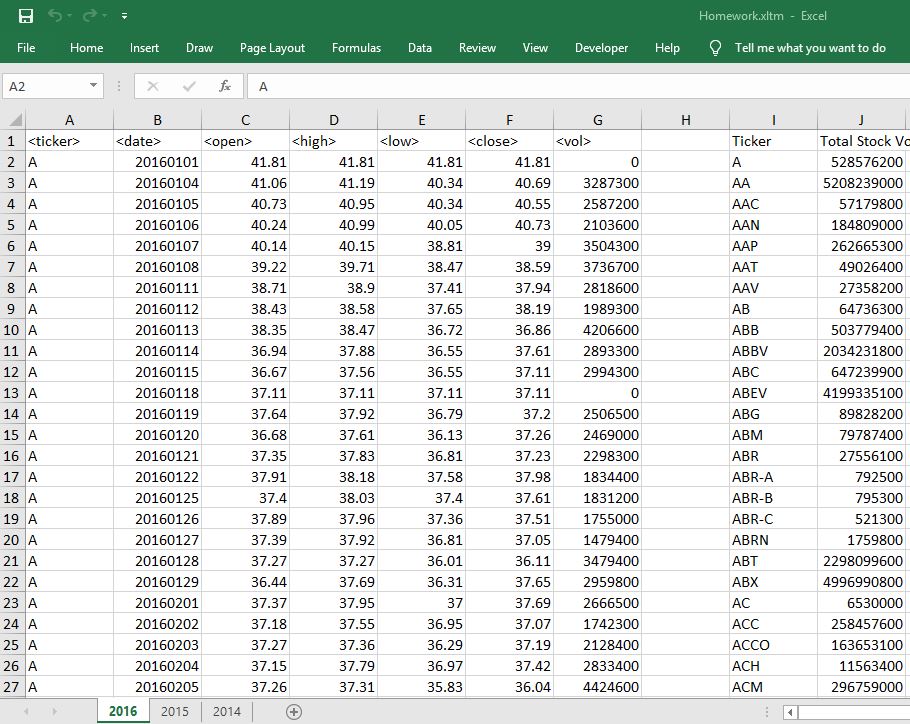 Homework.xltm - Excel
File Home Insert Draw Page Layout Formulas Data Review View Developer Help Tell me what you want to do
A2 fx A
A B C D E F G H I J
1 <ticker> <date> <open> <high> <low> <close> <vol> Ticker Total Stock Vo
2 A 20160101 41.81 41.81 41.81 41.81 0 A 528576200
3 A 20160104 41.06 41.19 40.34 40.69 3287300 AA 5208239000
4 A 20160105 40.73 40.95 40.34 40.55 2587200 AAC 57179800
5 A 20160106 40.24 40.99 40.05 40.73 2103600 AAN 184809000
6 A 20160107 40.14 40.15 38.81 39 3504300 AAP 262665300
7 A 20160108 39.22 39.71 38.47 38.59 3736700 AAT 49026400
8 A 20160111 38.71 38.9 37.41 37.94 2818600 AAV 27358200
9 A 20160112 38.43 38.58 37.65 38.19 1989300 AB 64736300
10 A 20160113 38.35 38.47 36.72 36.86 4206600 ABB 503779400
11 A 20160114 36.94 37.88 36.55 37.61 2893300 ABBV 2034231800
12 A 20160115 36.67 37.56 36.55 37.11 2994300 ABC 647239900
13 A 20160118 37.11 37.11 37.11 37.11 0 ABEV 4199335100
14 A 20160119 37.64 37.92 36.79 37.2 2506500 ABG 89828200
15 A 20160120 36.68 37.61 36.13 37.26 2469000 ABM 79787400
16 A 20160121 37.35 37.83 36.81 37.23 2298300 ABR 27556100
17 A 20160122 37.91 38.18 37.58 37.98 1834400 ABR-A 792500
18 A 20160125 37.4 38.03 37.4 37.61 1831200 ABR-B 795300
19 A 20160126 37.89 37.96 37.36 37.51 1755000 ABR-C 521300
20 A 20160127 37.39 37.92 36.81 37.05 1479400 ABRN 1759800
21 A 20160128 37.27 37.27 36.01 36.11 3479400 ABT 2298099600
22 A 20160129 36.44 37.69 36.31 37.65 2959800 ABX 4996990800
23 A 20160201 37.37 37.95 37 37.69 2666500 AC 6530000
24 A 20160202 37.18 37.55 36.95 37.07 1742300 ACC 258457600
25 A 20160203 37.27 37.36 36.29 37.19 2128400 ACCO 163653100
26 A 20160204 37.15 37.79 36.97 37.42 2833400 ACH 11563400
27 A 20160205 37.26 37.31 35.83 36.04 4424600 ACM 296759000
2016 2015 2014